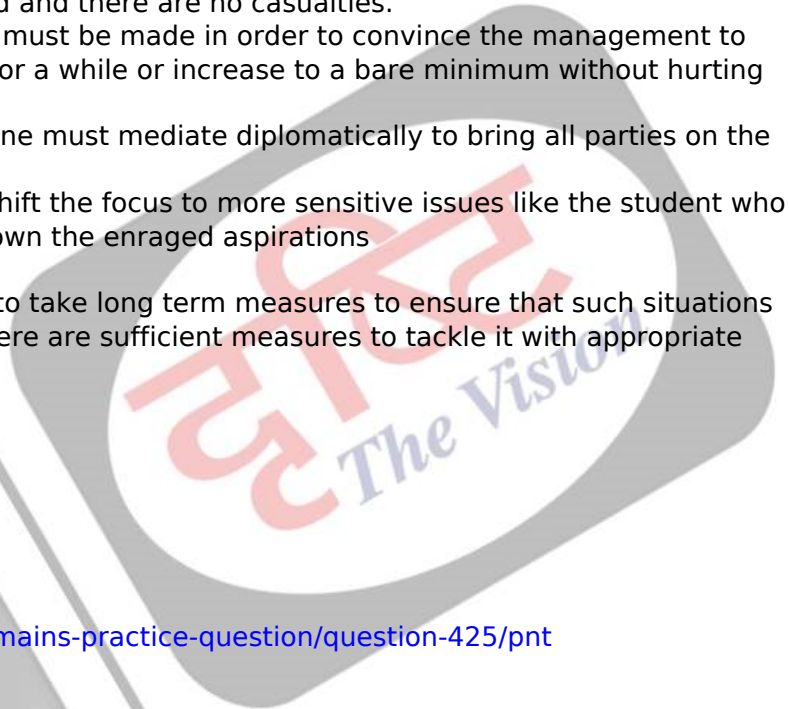 d and there are no casualties.
must be made in order to convince the management to
or a while or increase to a bare minimum without hurting
ne must mediate diplomatically to bring all parties on the
hift the focus to more sensitive issues like the student who
own the enraged aspirations
to take long term measures to ensure that such situations
ere are sufficient measures to tackle it with appropriate
दृष्टि
The Vision
mains-practice-question/question-425/pnt